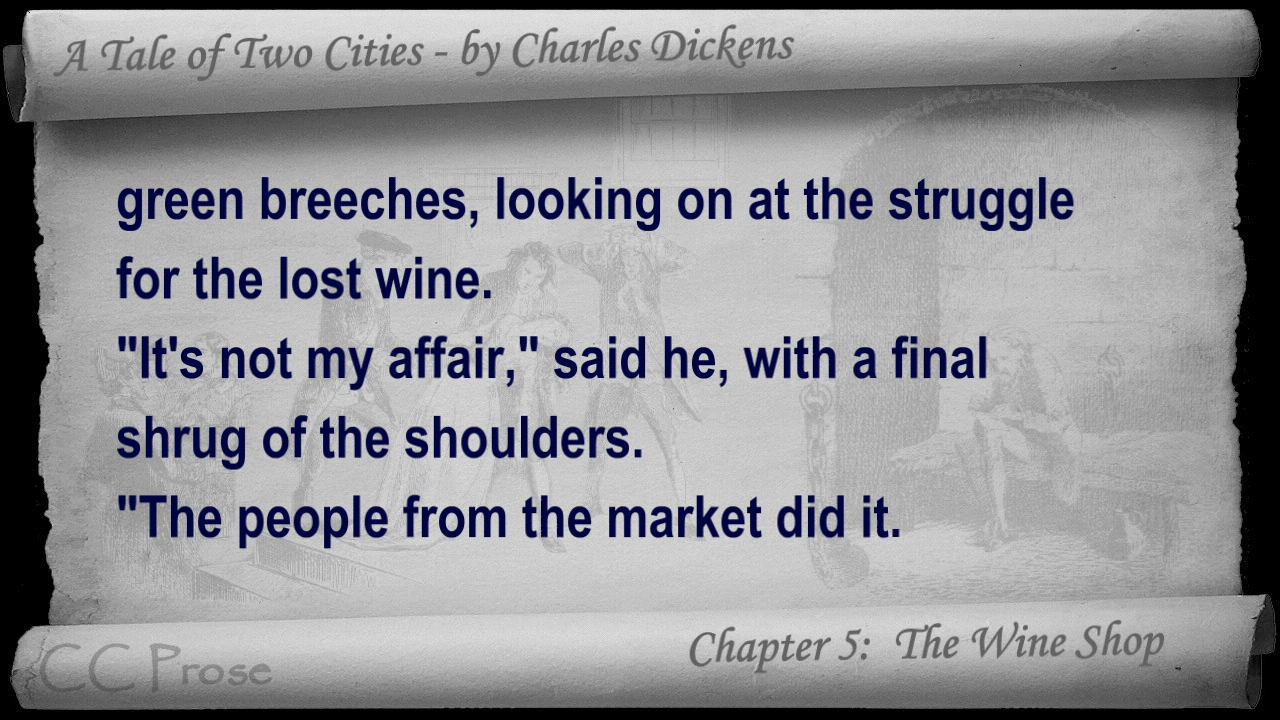 A Tale of Two Cities - by Charles Dickens
green breeches, looking on at the struggle
for the lost wine.
"It's not my affair," said he, with a final
shrug of the shoulders.
"The people from the market did it.
Chapter 5: The Wine Shop
CC Prose